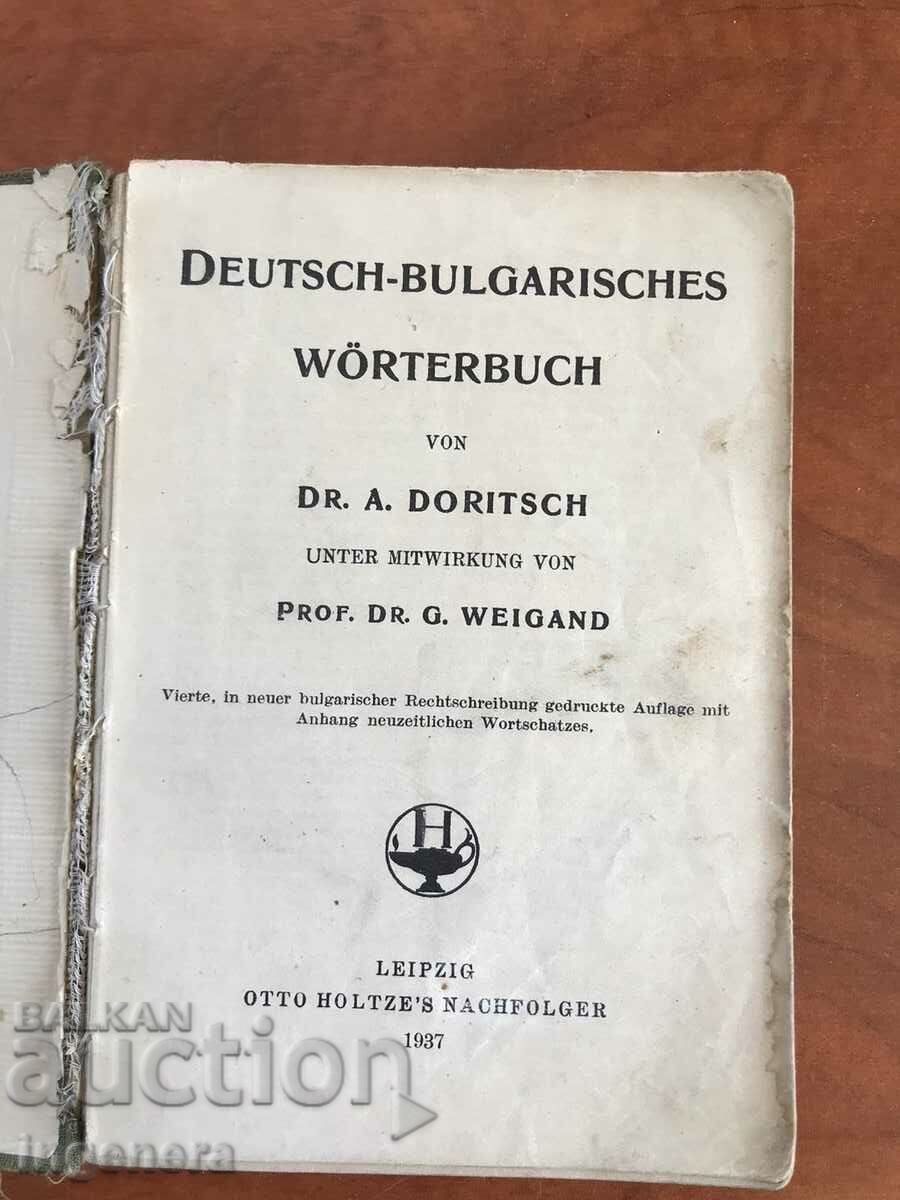 DEUTSCH-BULGARISCHES
WÖRTERBUCH
VON
DR. A. DORITSCH
UNTER MITWIRKUNG VON
PROF. DR. G. WEIGAND
Vierte, in neuer bulgarischer Rechtschreibung gedruckte Auflage mit
Anhang neuzeitlichen Wortschatzes.
H
LEIPZIG
OTTO HOLTZE'S NACHFOLGER
1937
BALKAN
auction
ingenera